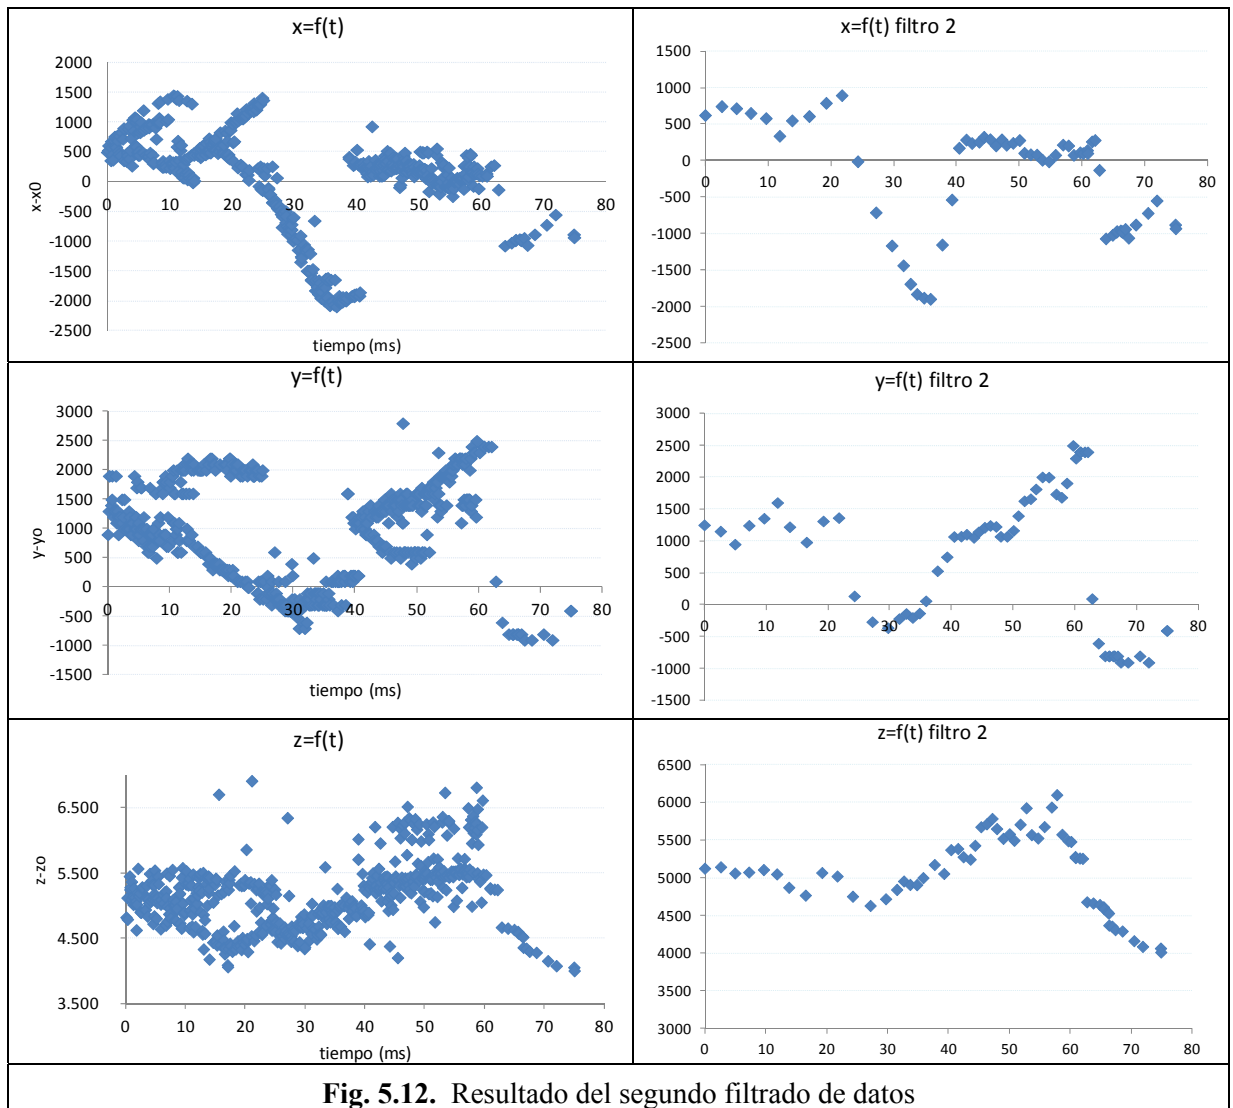 x=f(t)
2000
1500
1000
500
0
-500
-1000
-1500
-2000
-2500
0 10 20 30 40 50 60 70 80
x-x0
tiempo (ms)
x=f(t) filtro 2
1500
1000
500
0
-500
-1000
-1500
-2000
-2500
0 10 20 30 40 50 60 70 80
y=f(t)
3000
2500
2000
1500
1000
500
0
-500
-1000
-1500
0 10 20 30 40 50 60 70 80
y-yo
tiempo (ms)
y=f(t) filtro 2
3000
2500
2000
1500
1000
500
0
-500
-1000
-1500
0 10 20 30 40 50 60 70 80
z=f(t)
6.500
5.500
4.500
3.500
0 10 20 30 40 50 60 70 80
z-zo
tiempo (ms)
z=f(t) filtro 2
6500
6000
5500
5000
4500
4000
3500
3000
0 10 20 30 40 50 60 70 80
Fig. 5.12. Resultado del segundo filtrado de datos